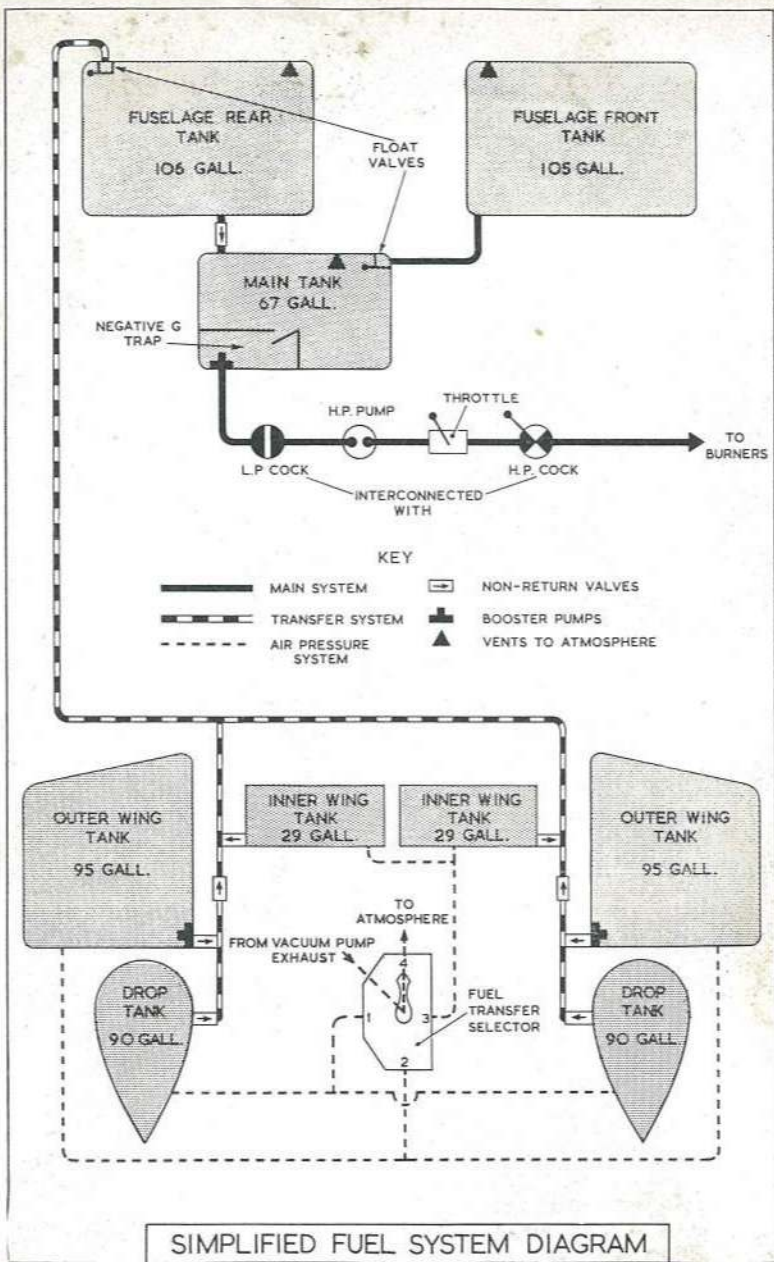 FUSELAGE REAR
TANK
106 GALL.
FLOAT
VALVES
FUSELAGE FRONT
TANK
105 GALL.
MAIN TANK
67 GALL.
NEGATIVE G
TRAP
H.P. PUMP
THROTTLE
TO
BURNERS
L.P COCK
H.P. COCK
INTERCONNECTED
WITH
KEY
MAIN SYSTEM
NON-RETURN VALVES
TRANSFER SYSTEM
BOOSTER PUMPS
AIR PRESSURE
SYSTEM
VENTS TO ATMOSPHERE
OUTER WING
TANK
95 GALL.
INNER WING
TANK
29 GALL.
INNER WING
TANK
29 GALL.
OUTER WING
TANK
95 GALL.
TO
ATMOSPHERE
FROM VACUUM PUMP
EXHAUST
4
1
3
2
FUEL
TRANSFER
SELECTOR
DROP
TANK
90 GALL.
DROP
TANK
90 GALL.
SIMPLIFIED FUEL SYSTEM DIAGRAM